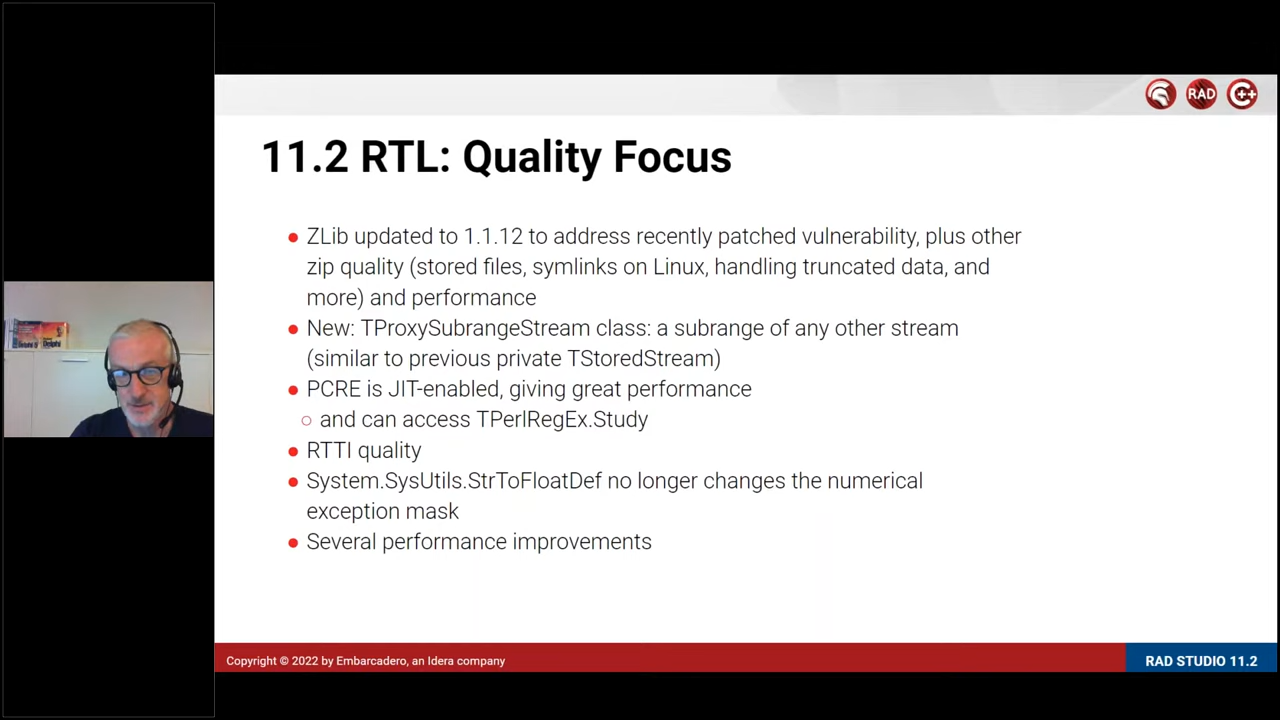 RAD
C++
11.2 RTL: Quality Focus
● ZLib updated to 1.1.12 to address recently patched vulnerability, plus other
zip quality (stored files, symlinks on Linux, handling truncated data, and
more) and performance
● New: TProxySubrangeStream class: a subrange of any other stream
(similar to previous private TStoredStream)
● PCRE is JIT-enabled, giving great performance
○ and can access TPerlRegEx.Study
● RTTI quality
● System.SysUtils.StrToFloatDef no longer changes the numerical
exception mask
● Several performance improvements
Delphi
Copyright © 2022 by Embarcadero, an Idera company
RAD STUDIO 11.2